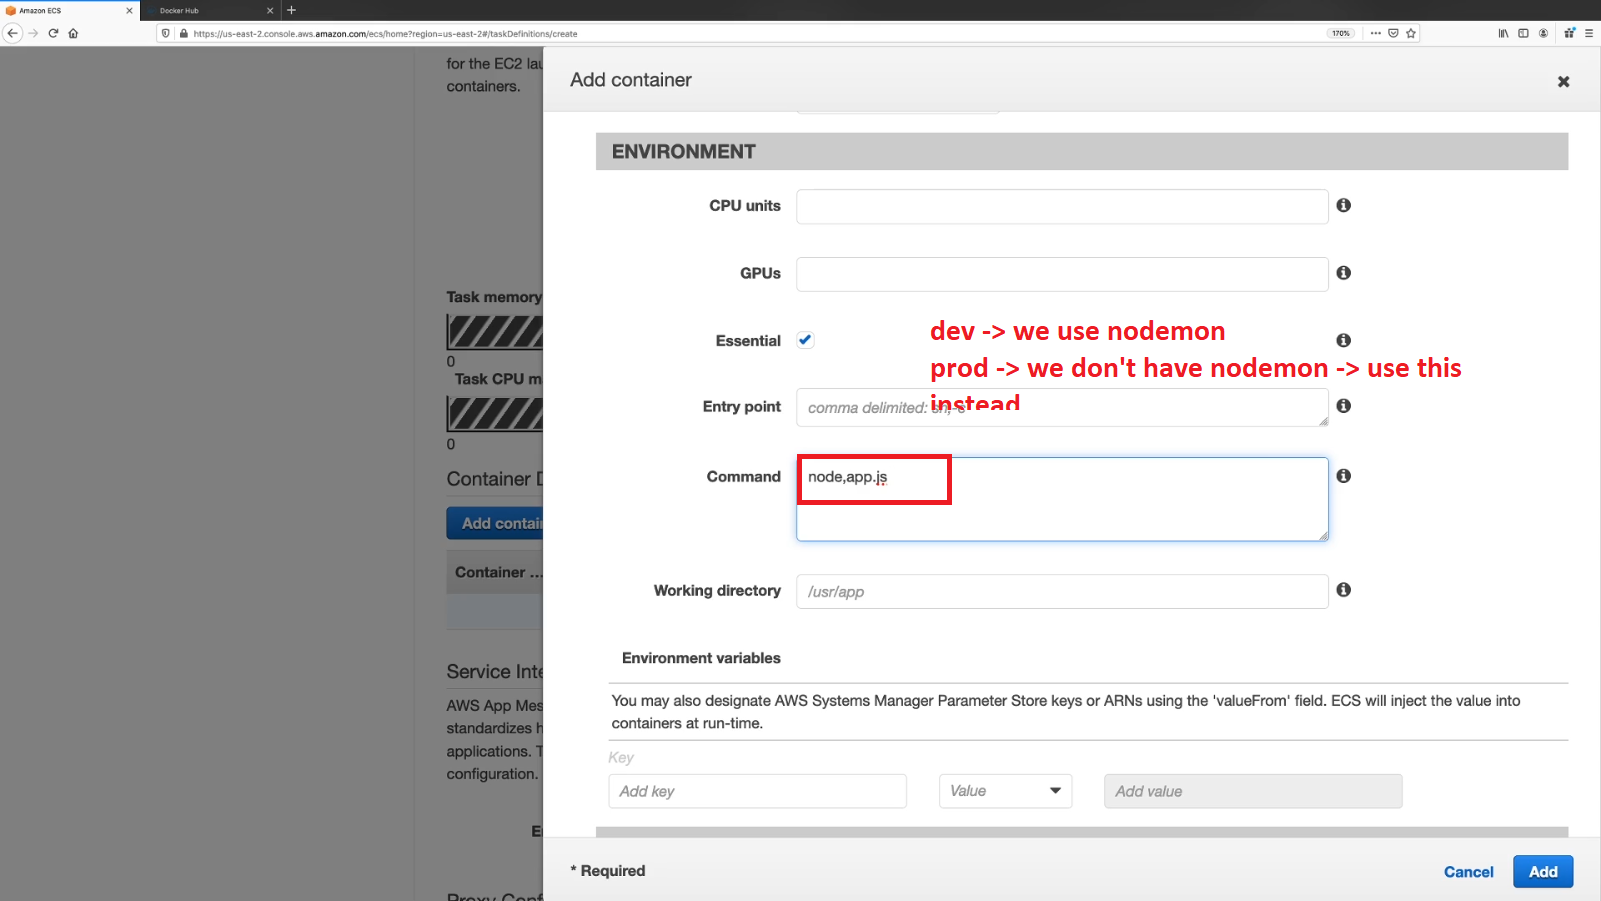 Amazon ECS
Docker Hub
https://us-east-2.console.aws.amazon.com/ecs/home?region=us-east-2#/taskDefinitions/create
170%
for the EC2 lau
containers.
Task memory
0
Task CPU m
0
Container D
Add contain
Container ...
Service Inte
AWS App Mes
standardizes h
applications. T
configuration.
E
Proxy Conf
Add container
ENVIRONMENT
CPU units
GPUs
Essential
dev -> we use nodemon
prod -> we don't have nodemon -> use this
instead
Entry point
comma delimited: sh,-c
Command
node,app.js
Working directory
/usr/app
Environment variables
You may also designate AWS Systems Manager Parameter Store keys or ARNs using the 'valueFrom' field. ECS will inject the value into
containers at run-time.
Key
Add key
Value
Add value
* Required
Cancel
Add